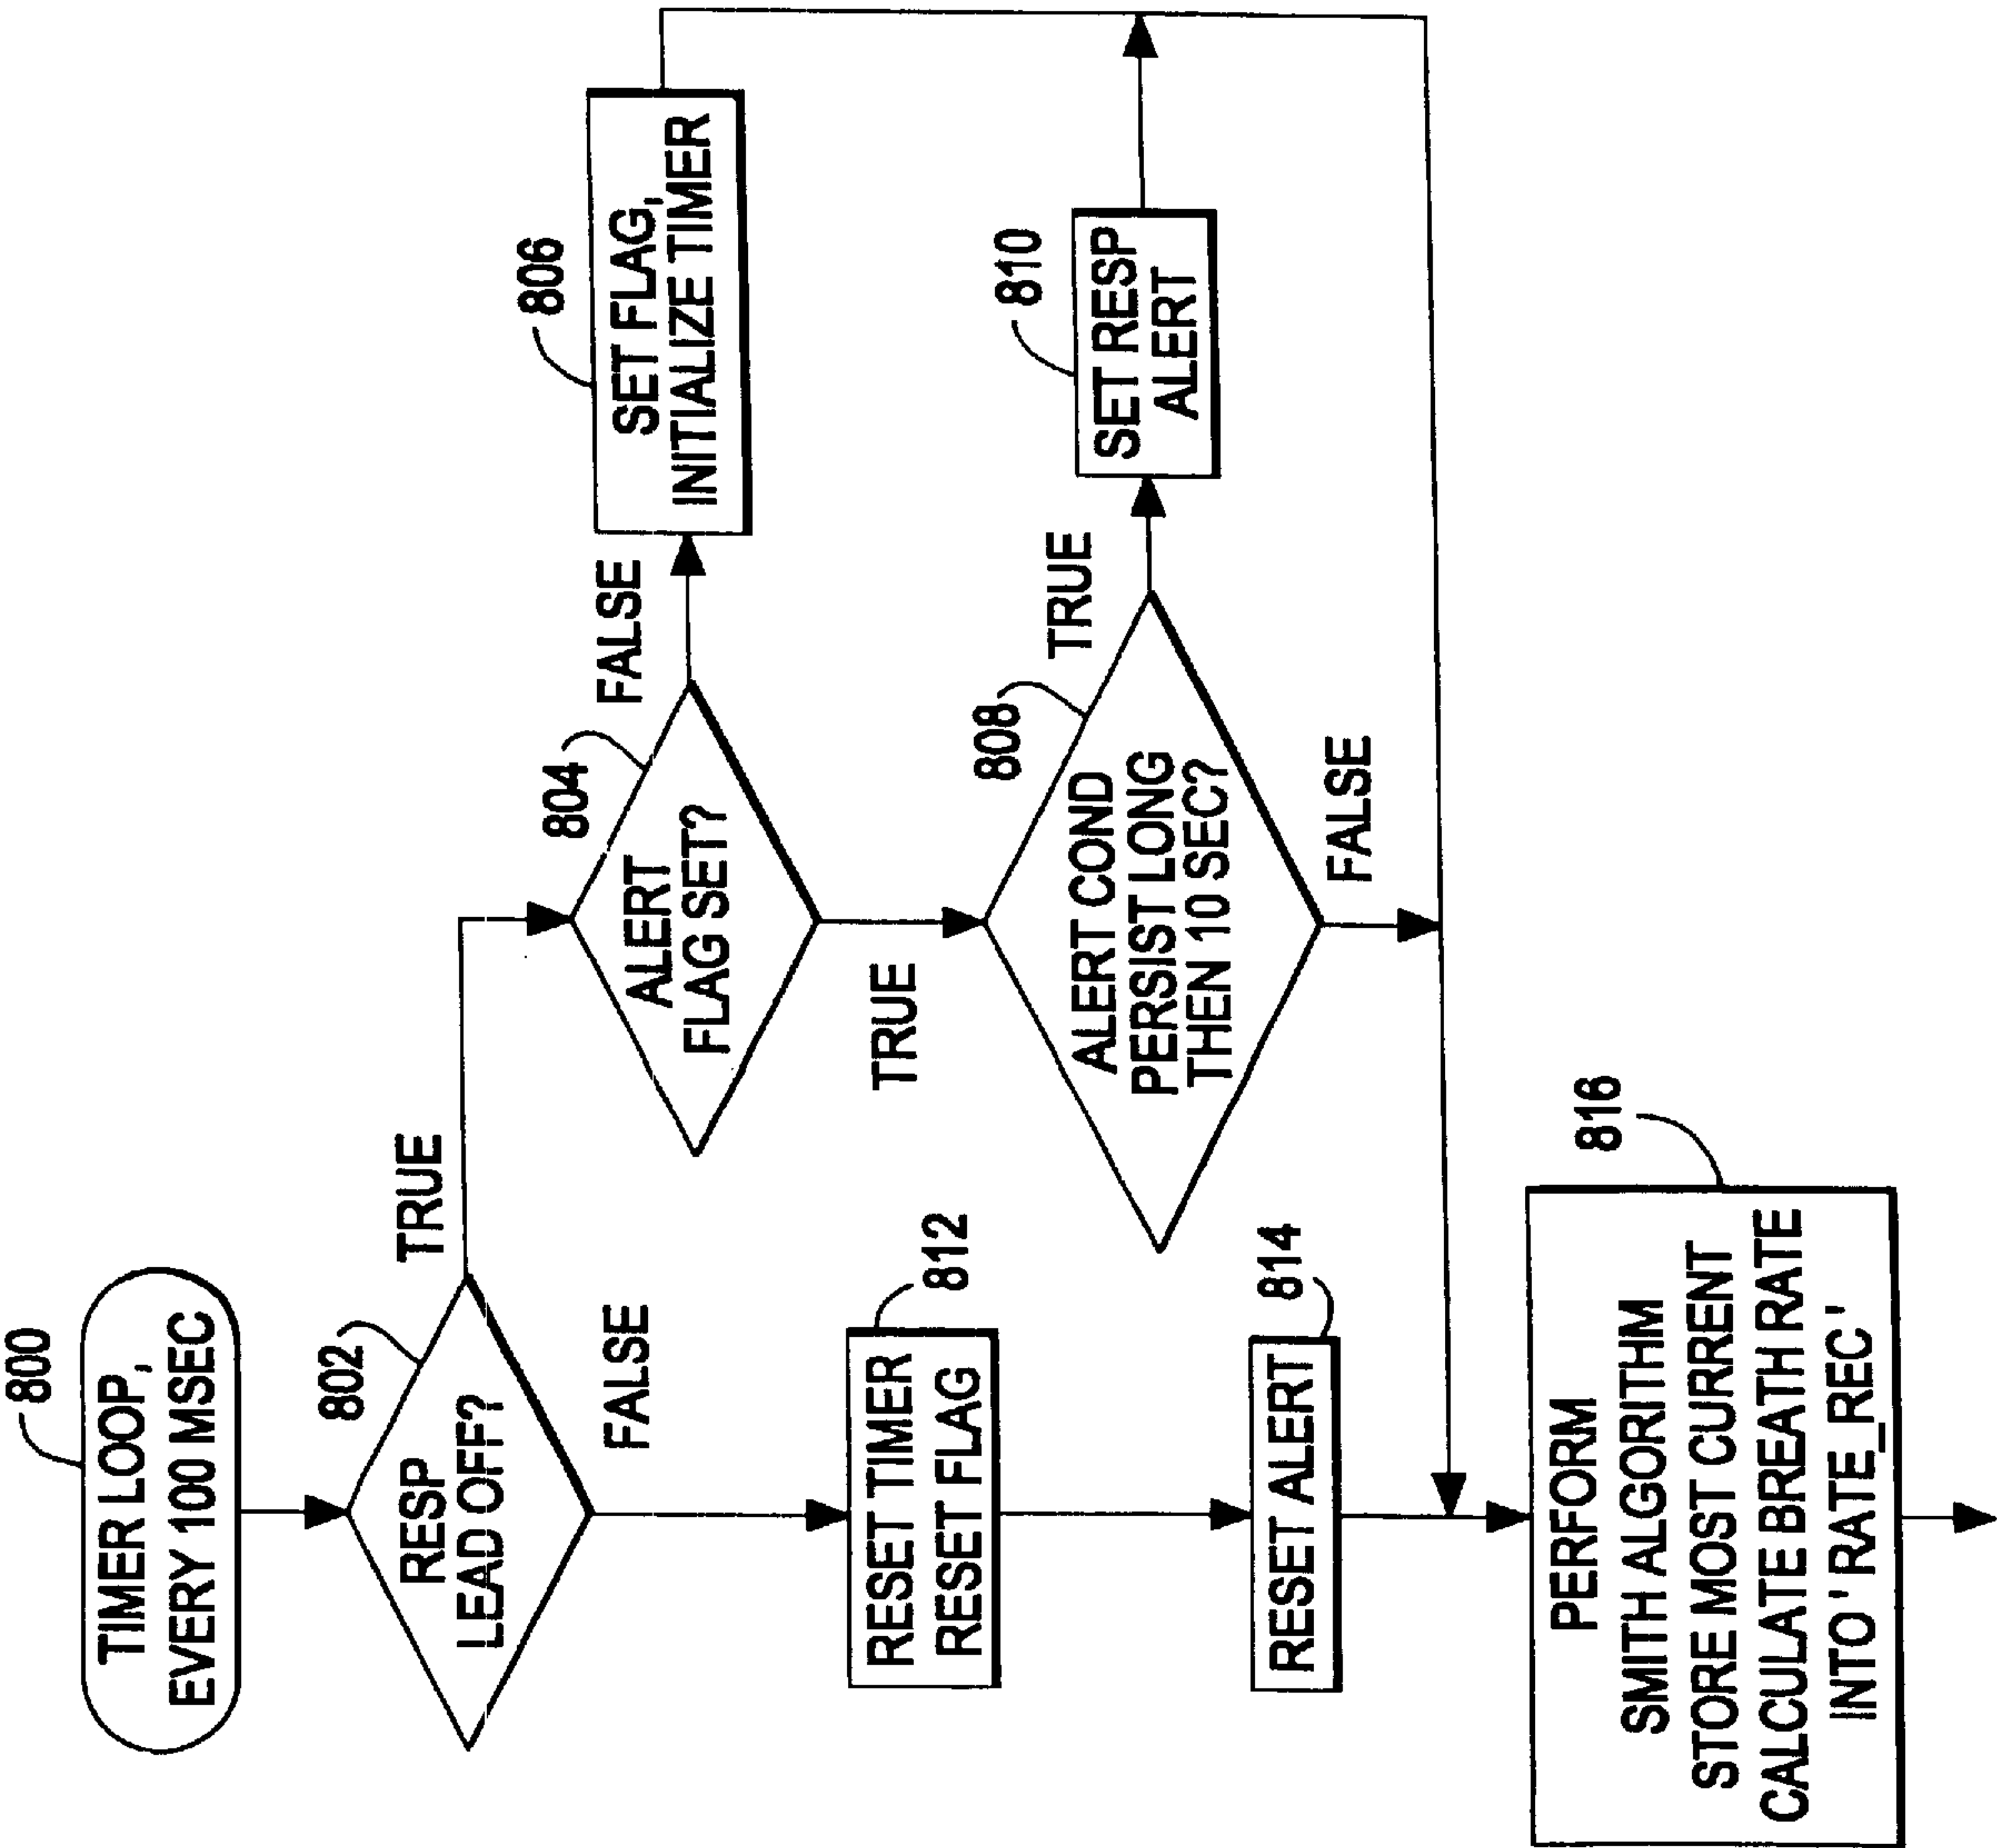 800
TIMER LOOP,
EVERY 100 MSEC
802
RESP
LEAD OFF?
TRUE
FALSE
804
ALERT
FLAG SET?
FALSE
TRUE
806
SET FLAG,
INITIALIZE TIMER
808
ALERT COND
PERSIST LONG
THEN 10 SEC?
TRUE
FALSE
810
SET RESP
ALERT
812
RESET TIMER
RESET FLAG
814
RESET ALERT
816
PERFORM
SMITH ALGORITHM
STORE MOST CURRENT
CALCULATE BREATH RATE
INTO ' RATE_REC '